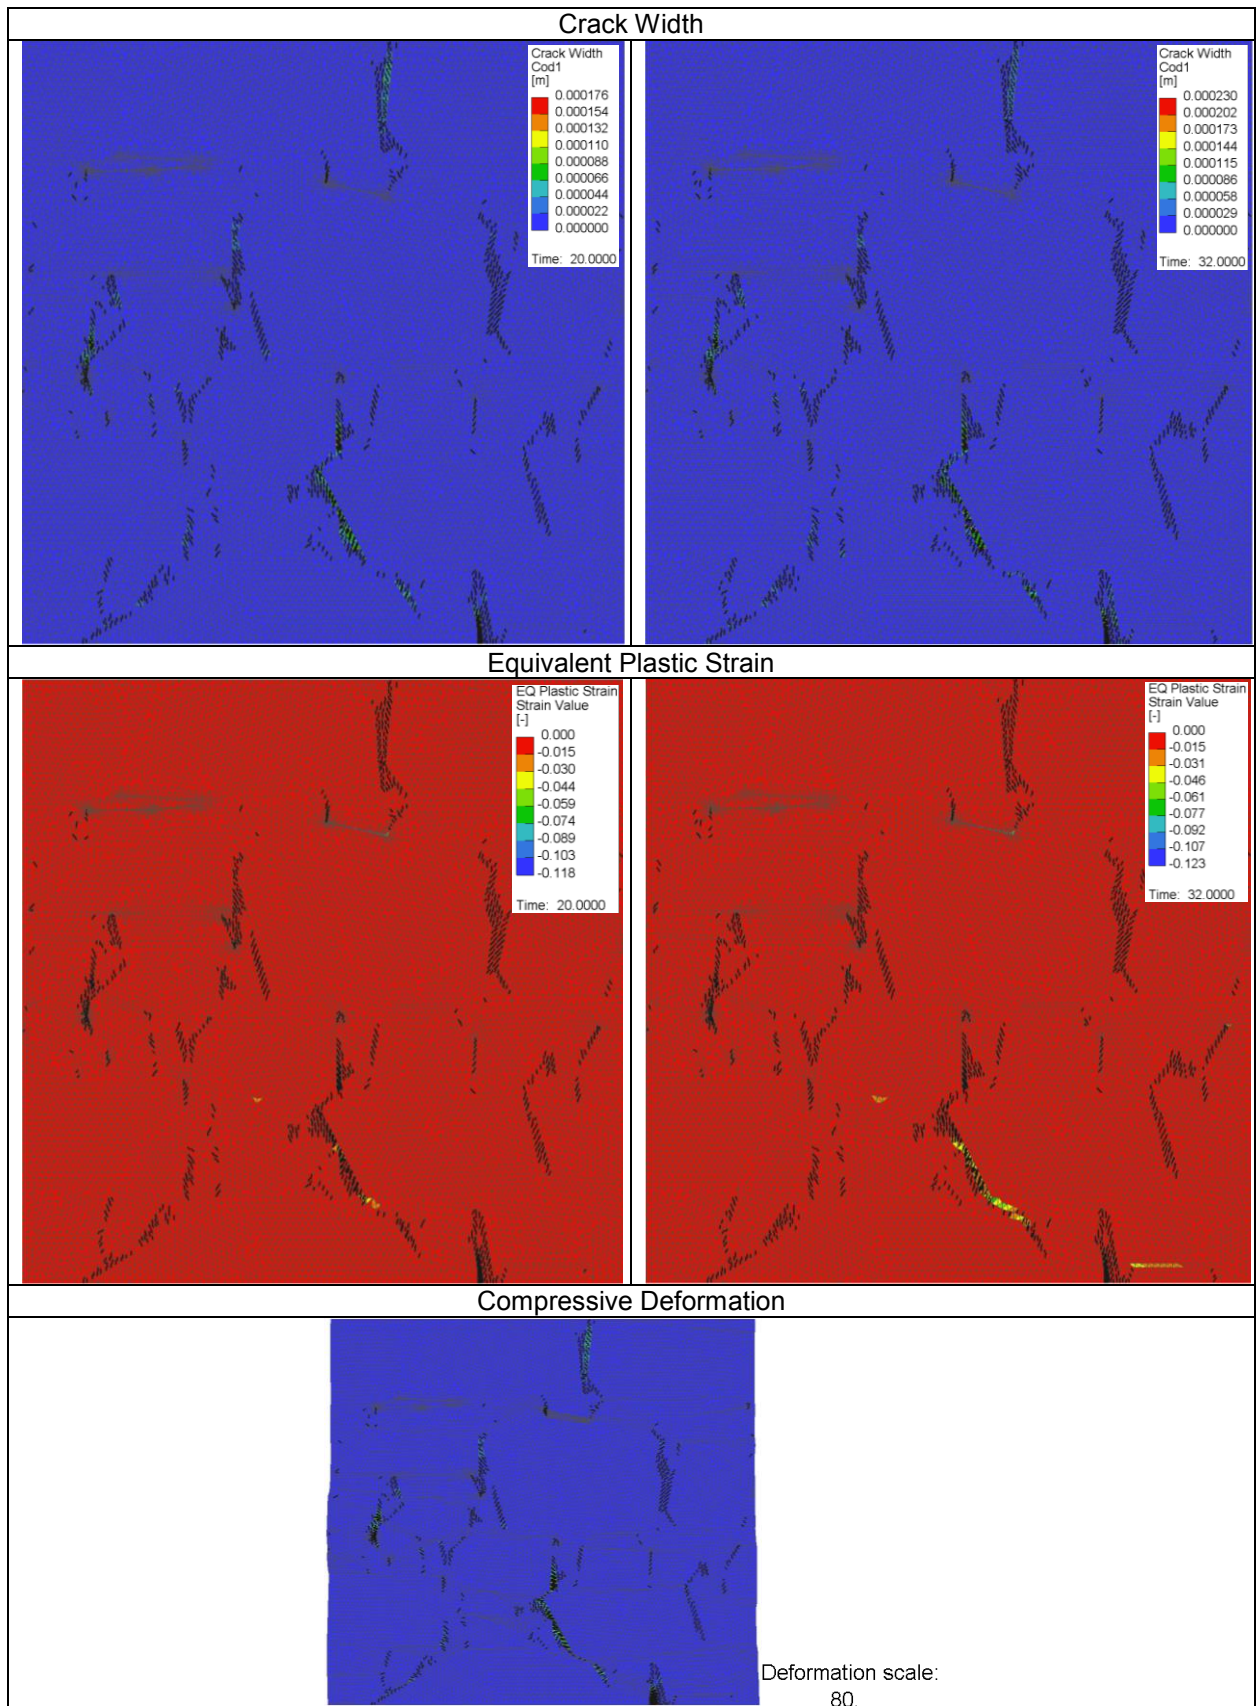 Crack Width
Crack Width
Cod1
[m]
0.000176
0.000154
0.000132
0.000110
0.000088
0.000066
0.000044
0.000022
0.000000
Time: 20.0000
Crack Width
Cod1
[m]
0.000230
0.000202
0.000173
0.000144
0.000115
0.000086
0.000058
0.000029
0.000000
Time: 32.0000
Equivalent Plastic Strain
EQ Plastic Strain
Strain Value
[-]
0.000
-0.015
-0.030
-0.044
-0.059
-0.074
-0.089
-0.103
-0.118
Time: 20.0000
EQ Plastic Strain
Strain Value
[-]
0.000
-0.015
-0.031
-0.046
-0.061
-0.077
-0.092
-0.107
-0.123
Time: 32.0000
Compressive Deformation
Deformation scale:
80.